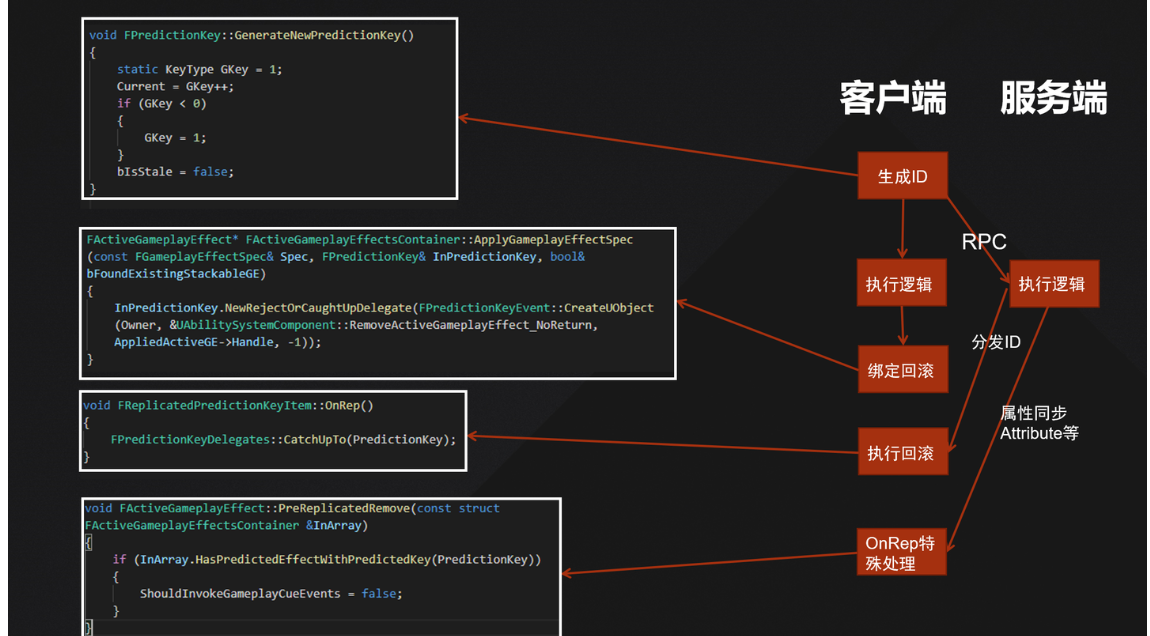 void FPredictionKey::GenerateNewPredictionKey()
{
static KeyType GKey = 1;
Current = GKey++;
if (GKey < 0)
{
GKey = 1;
}
bIsStale = false;
}
FActiveGameplayEffect* FActiveGameplayEffectsContainer::ApplyGameplayEffectSpec
(const FGameplayEffectSpec& Spec, FPredictionKey& InPredictionKey, bool&
bFoundExistingStackableGE)
{
InPredictionKey.NewRejectOrCaughtUpDelegate(FPredictionKeyEvent::CreateUObject
(Owner, &UAbilitySystemComponent::RemoveActiveGameplayEffect_NoReturn,
AppliedActiveGE->Handle, -1));
}
void FReplicatedPredictionKeyItem::OnRep()
{
FPredictionKeyDelegates::CatchUpTo(PredictionKey);
}
void FActiveGameplayEffect::PreReplicatedRemove(const struct
FActiveGameplayEffectsContainer &InArray)
{
if (InArray.HasPredictedEffectWithPredictedKey(PredictionKey))
{
ShouldInvokeGameplayCueEvents = false;
}
}
客户端
服务端
生成ID
RPC
执行逻辑
执行逻辑
分发ID
绑定回滚
属性同步
Attribute等
执行回滚
OnRep特
殊处理